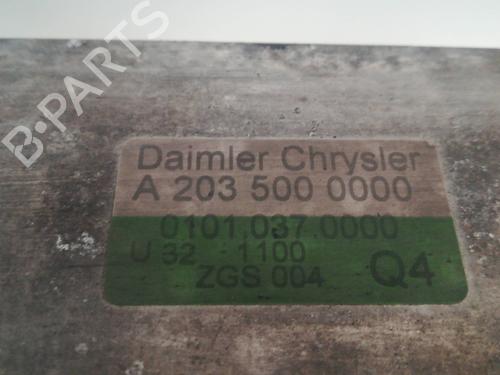 B-PARTS
Daimler Chrysler
A 203 500 0000
0101.037.0000
U 32 1100
ZGS 004 Q4